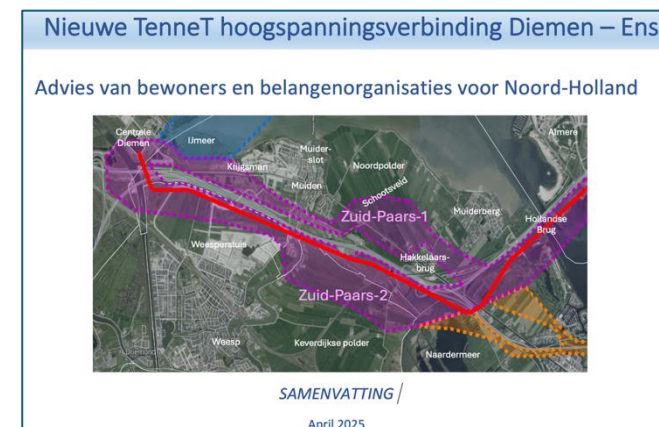 Nieuwe TenneT hoogspanningsverbinding Diemen – Ens
Advies van bewoners en belangenorganisaties voor Noord-Holland
Centrale
Diemen
IJmeer
Muider-
slot
Noordpolder
Almere
Krijgsman
Muiden
Schootsveld
Zuid-Paars-1
Muiderberg
Hollandse
Brug
Weespersluis
Hakkelaars-
brug
Zuid-Paars-2
Weesp
Keverdijkse polder
Naardermeer
Driemond
SAMENVATTING
April 2025